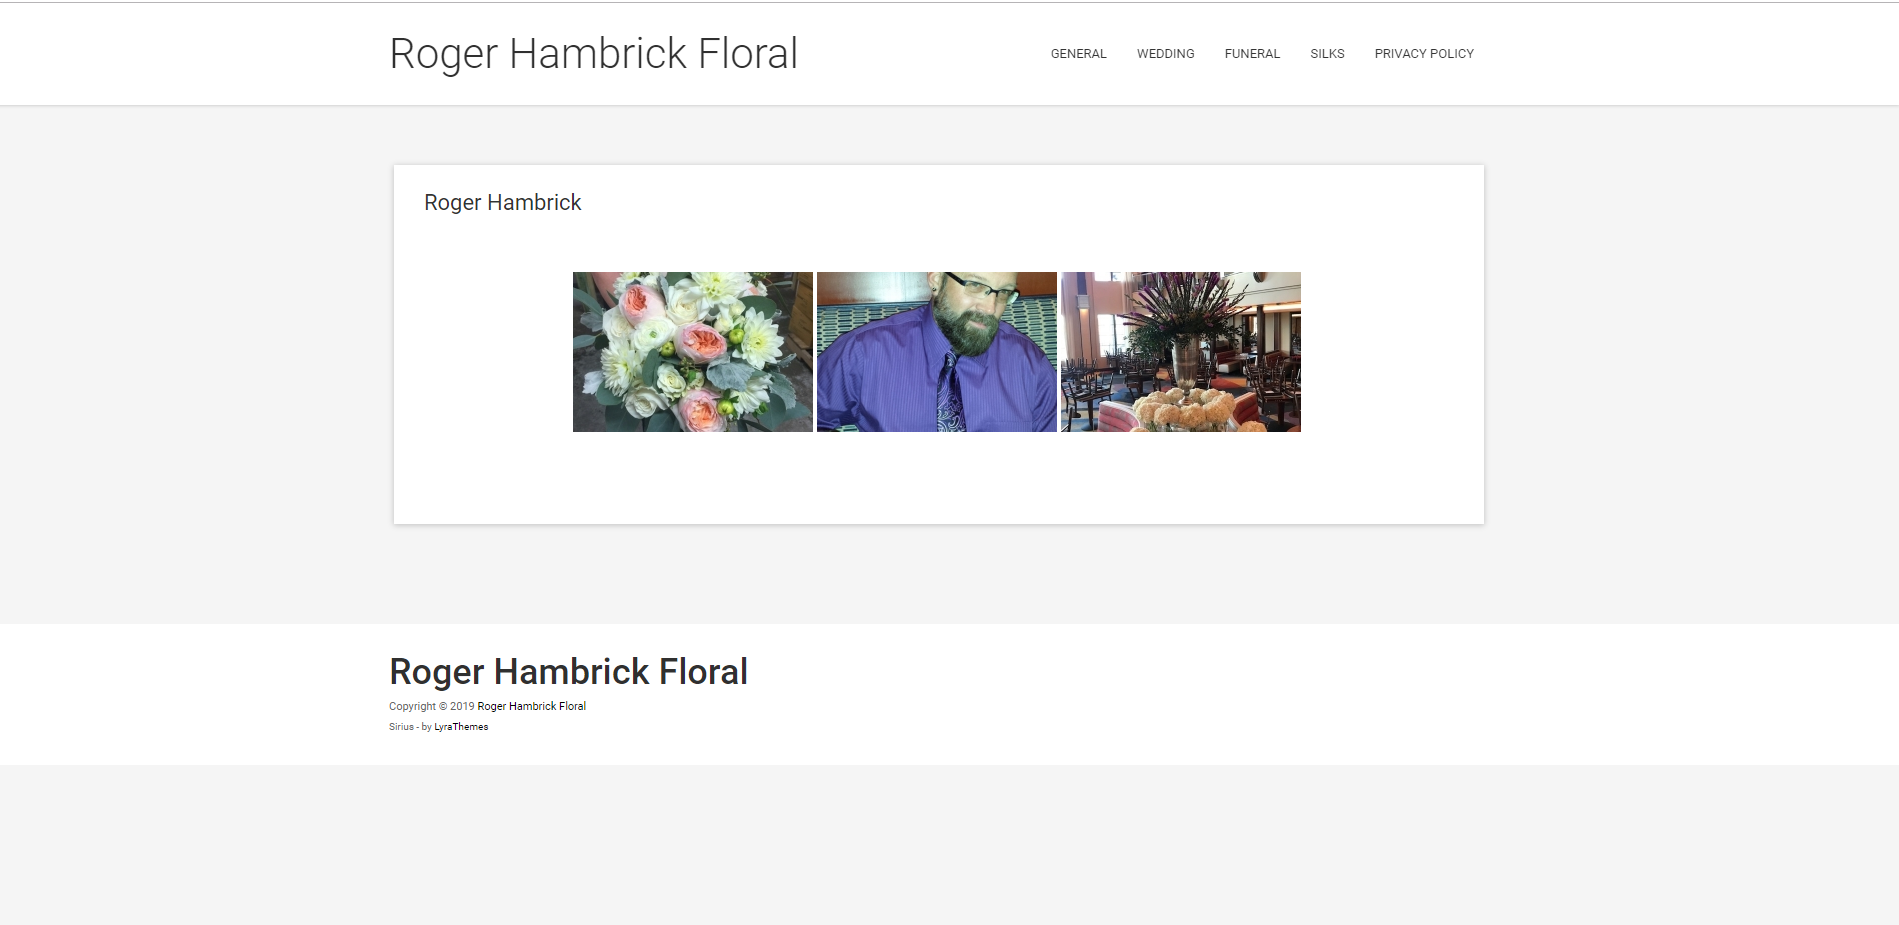 Roger Hambrick Floral
GENERAL WEDDING FUNERAL SILKS PRIVACY POLICY
Roger Hambrick
Roger Hambrick Floral
Copyright © 2019 Roger Hambrick Floral
Sirius - by LyraThemes